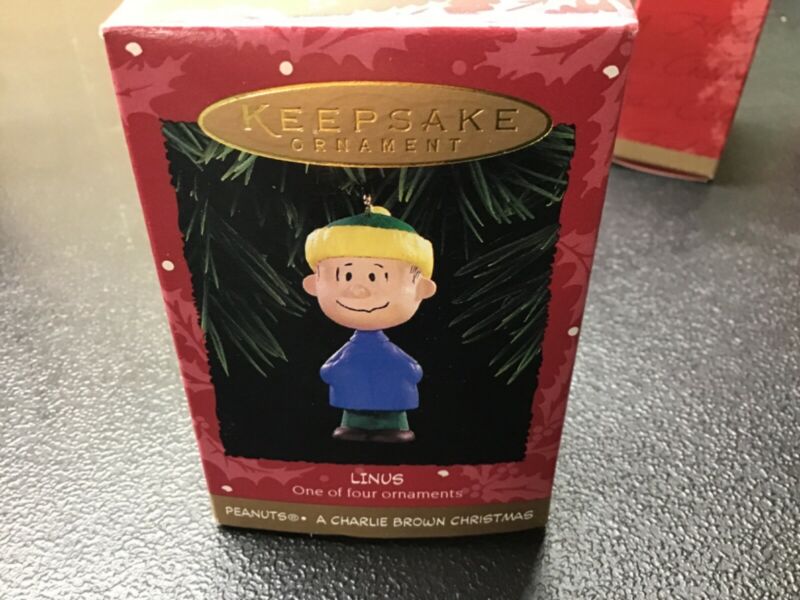 KEEPSAKE
ORNAMENT
LINUS
One of four ornaments
PEANUTS®• A CHARLIE BROWN CHRISTMAS